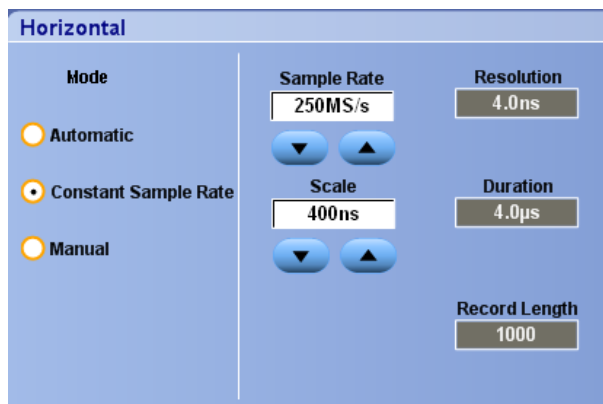 Horizontal
Mode
Automatic
Constant Sample Rate
Manual
Sample Rate
250MS/s
Scale
400ns
Resolution
4.0ns
Duration
4.0µs
Record Length
1000